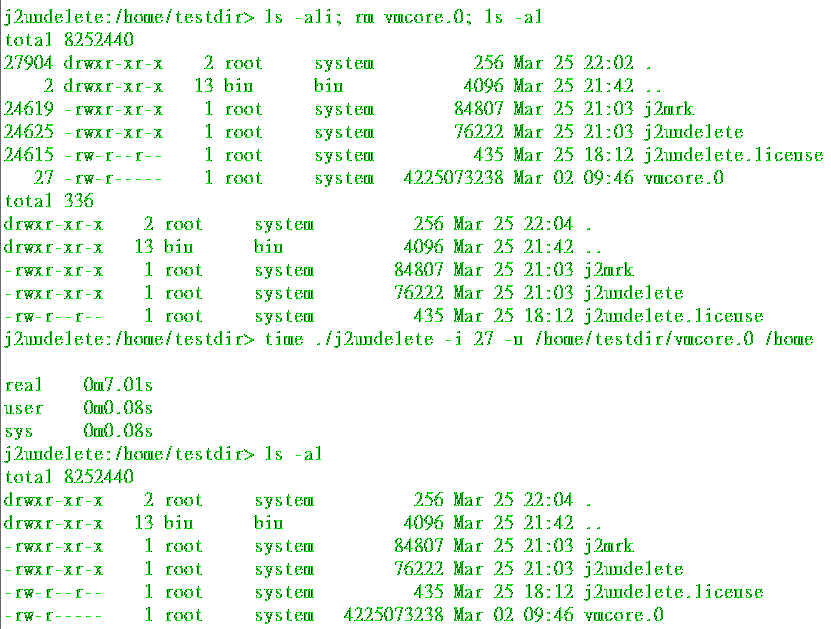 j2undelete:/home/testdir> ls -ali; rm vmcore.0; ls -al
total 8252440
27904 drwxr-xr-x    2 root     system          256 Mar 25 22:02 .
    2 drwxr-xr-x   13 bin      bin            4096 Mar 25 21:42 ..
24619 -rwxr-xr-x    1 root     system        84807 Mar 25 21:03 j2mrk
24625 -rwxr-xr-x    1 root     system        76222 Mar 25 21:03 j2undelete
24615 -rw-r--r--    1 root     system          435 Mar 25 18:12 j2undelete.license
   27 -rw-r-----    1 root     system   4225073238 Mar 02 09:46 vmcore.0
total 336
drwxr-xr-x    2 root     system          256 Mar 25 22:04 .
drwxr-xr-x   13 bin      bin            4096 Mar 25 21:42 ..
-rwxr-xr-x    1 root     system        84807 Mar 25 21:03 j2mrk
-rwxr-xr-x    1 root     system        76222 Mar 25 21:03 j2undelete
-rw-r--r--    1 root     system          435 Mar 25 18:12 j2undelete.license
j2undelete:/home/testdir> time ./j2undelete -i 27 -n /home/testdir/vmcore.0 /home
real    0m7.01s
user    0m0.08s
sys     0m0.08s
j2undelete:/home/testdir> ls -al
total 8252440
drwxr-xr-x    2 root     system          256 Mar 25 22:04 .
drwxr-xr-x   13 bin      bin            4096 Mar 25 21:42 ..
-rwxr-xr-x    1 root     system        84807 Mar 25 21:03 j2mrk
-rwxr-xr-x    1 root     system        76222 Mar 25 21:03 j2undelete
-rw-r--r--    1 root     system          435 Mar 25 18:12 j2undelete.license
-rw-r-----    1 root     system   4225073238 Mar 02 09:46 vmcore.0